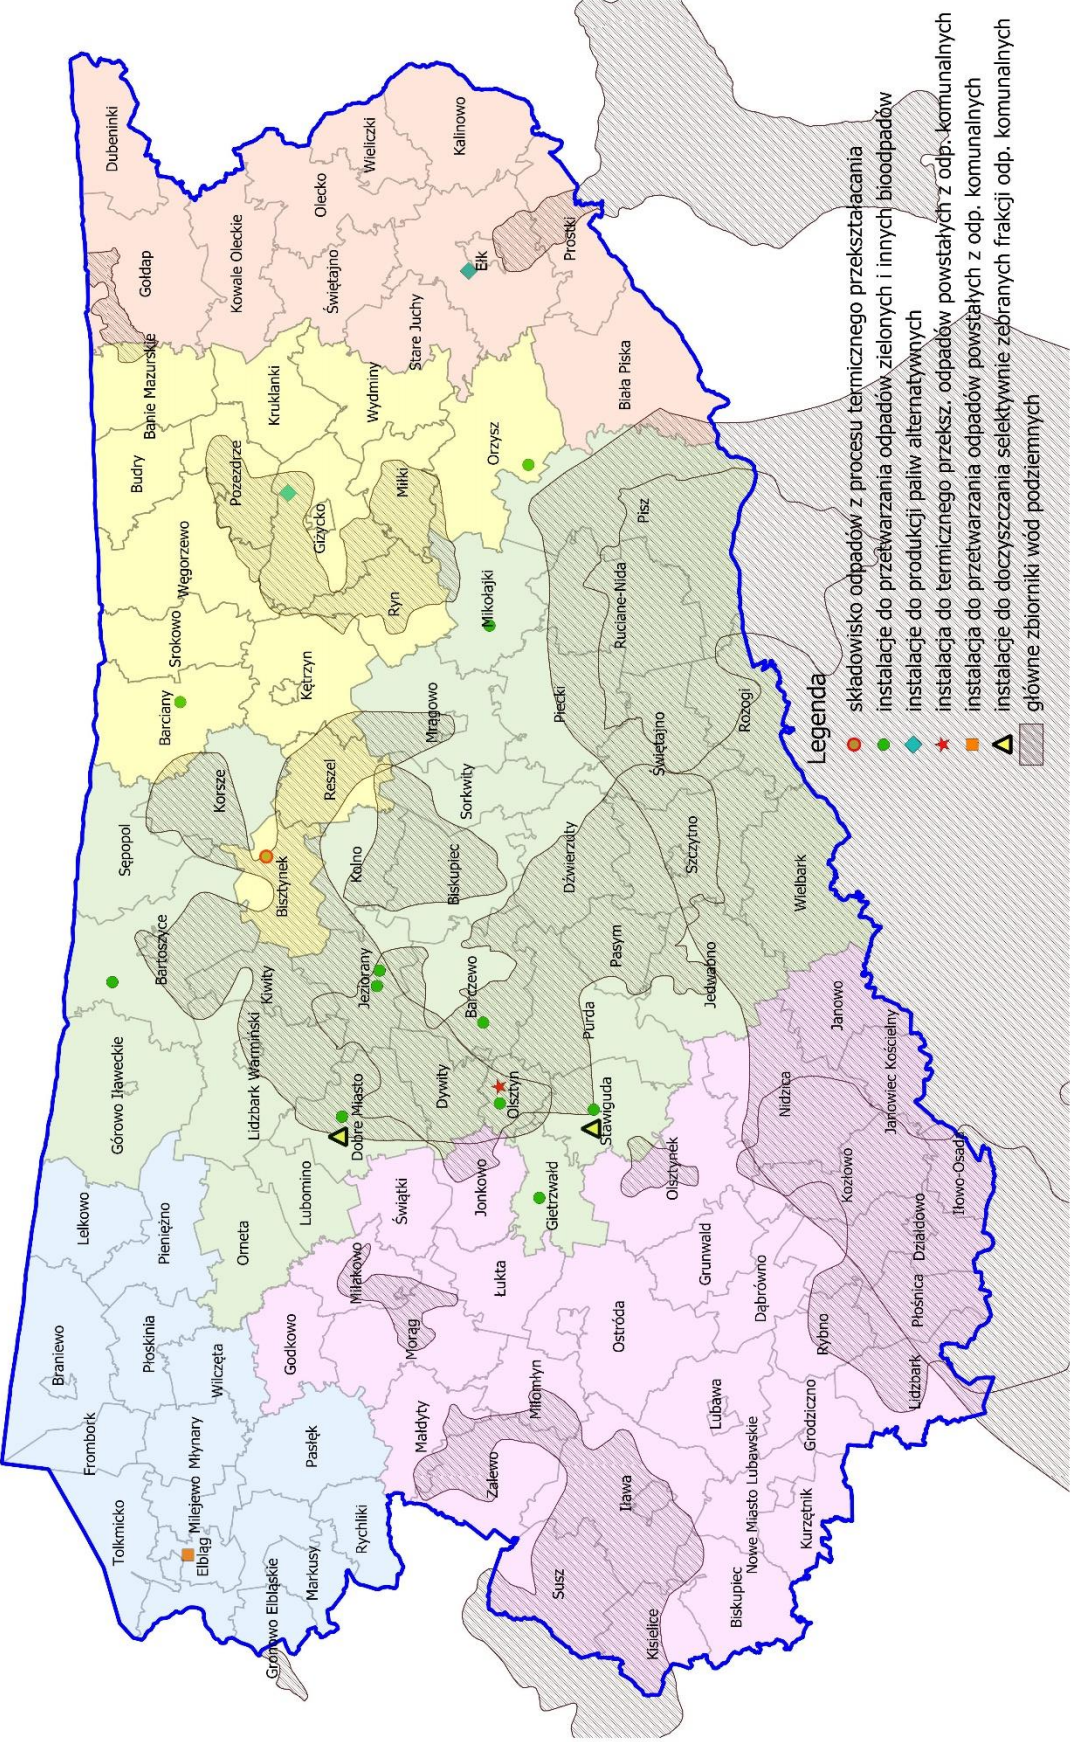 Dubeninki
Gołdap
Banie Mazurskie
Budry
Węgorzewo
Srokowo
Barciany
Sępopol
Bartoszyce
Górowo Iławeckie
Lelkowo
Braniewo
Frombork
Tolkmicko
Kowale Oleckie
Kruklanki
Pozezdrze
Giżycko
Kętrzyn
Korsze
Bisztynek
Kiwity
Lidzbark Warmiński
Lubomino
Orneta
Pieniężno
Płoskinia
Wilczęta
Młynary
Milejewo
Elbląg
Gronowo Elbląskie
Markusy
Rychliki
Pasłęk
Godkowo
Wieliczki
Olecko
Świętajno
Stare Juchy
Wydminy
Miłki
Ryn
Reszel
Kolno
Jeziorany
Dobre Miasto
Świątki
Miłakowo
Morąg
Małdyty
Kalinowo
Ełk
Prostki
Orzysz
Mikołajki
Mrągowo
Sorkwity
Biskupiec
Barczewo
Dywity
Olsztyn
Jonkowo
Gietrzwałd
Łukta
Miłomłyn
Zalewo
Susz
Biała Piska
Pisz
Ruciane-Nida
Piecki
Świętajno
Rozogi
Dźwierzuty
Szczytno
Pasym
Purda
Stawiguda
Olsztynek
Ostróda
Iława
Kisielice
Wielbark
Jedwabno
Janowo
Nidzica
Janowiec Kościelny
Kozłowo
Iłowo-Osada
Działdowo
Płośnica
Rybno
Lidzbark
Grunwald
Dąbrówno
Lubawa
Grodziczno
Nowe Miasto Lubawskie
Kurzętnik
Biskupiec
Legenda
składowisko odpadów z procesu termicznego przekształcania
instalacje do przetwarzania odpadów zielonych i innych bioodpadów
instalacje do produkcji paliw alternatywnych
instalacja do termicznego przeksz. odpadów powstałych z odp. komunalnych
instalacja do przetwarzania odpadów powstałych z odp. komunalnych
instalacje do doczyszczania selektywnie zebranych frakcji odp. komunalnych
główne zbiorniki wód podziemnych